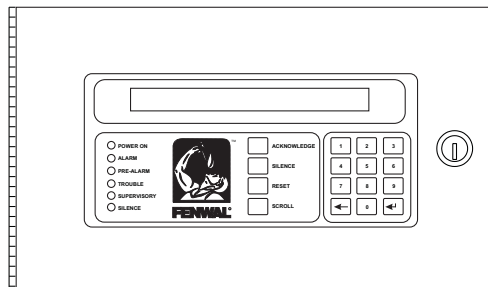 POWER ON
ALARM
PRE-ALARM
TROUBLE
SUPERVISORY
SILENCE
™
FENWAL®
ACKNOWLEDGE
SILENCE
RESET
SCROLL
1 2 3
4 5 6
7 8 9
0